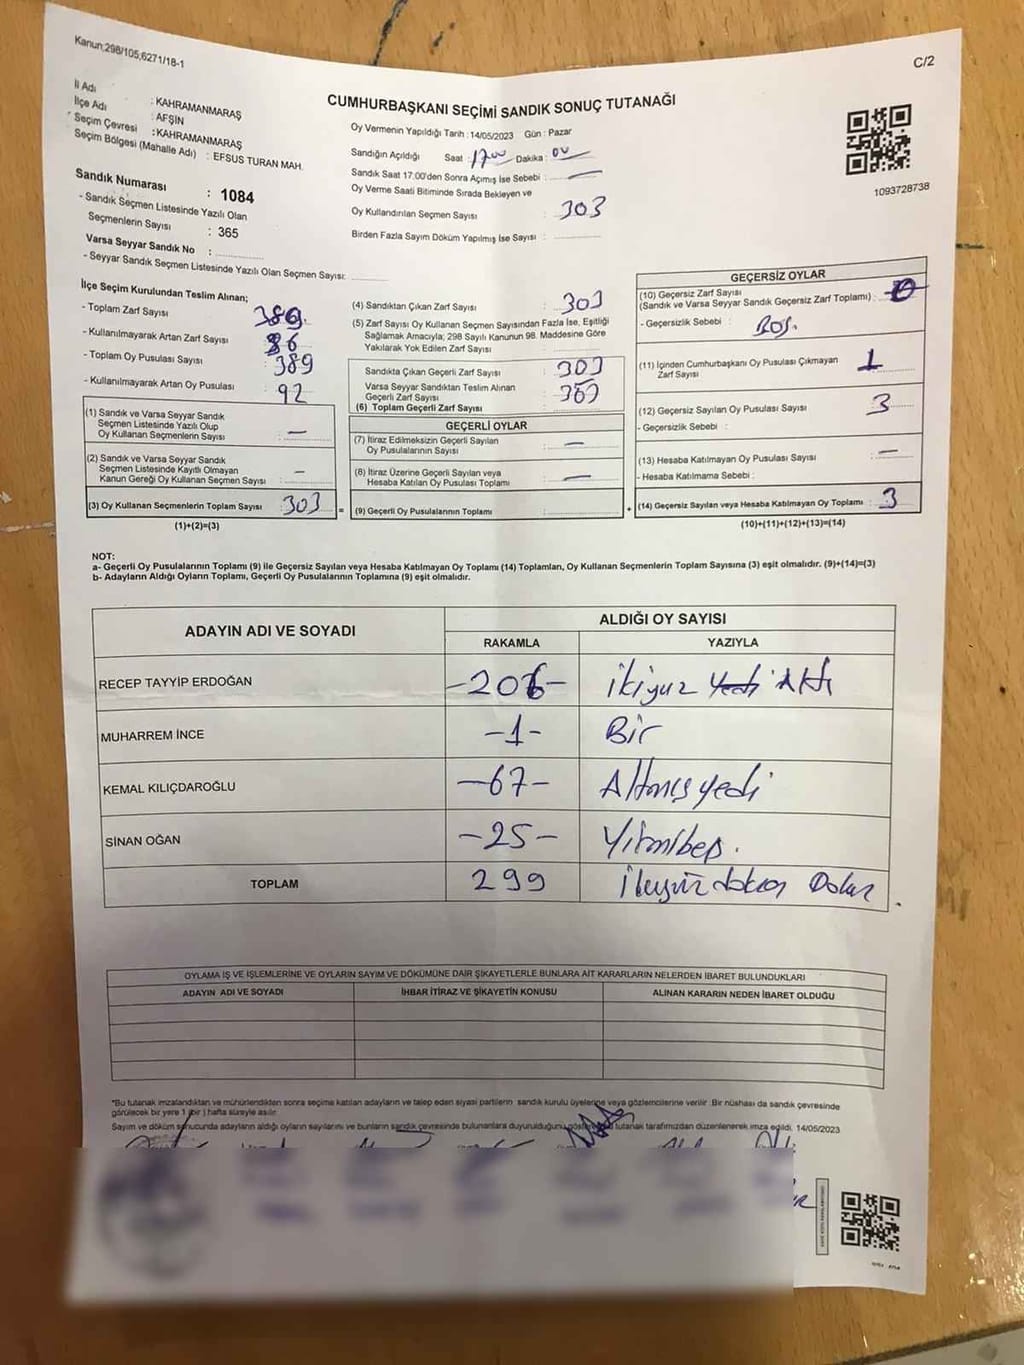 Kanun;298/105;6271/18-1
C/2
İl Adı : KAHRAMANMARAŞ
İlçe Adı : AFŞİN
Seçim Çevresi : KAHRAMANMARAŞ
Seçim Bölgesi (Mahalle Adı) : EFSUS TURAN MAH.
Sandık Numarası : 1084
- Sandık Seçmen Listesinde Yazılı Olan
Seçmenlerin Sayısı : 365
Varsa Seyyar Sandık No :
- Seyyar Sandık Seçmen Listesinde Yazılı Olan Seçmen Sayısı:
CUMHURBAŞKANI SEÇİMİ SANDIK SONUÇ TUTANAĞI
Oy Vermenin Yapıldığı Tarih : 14/05/2023 Gün : Pazar
Sandığın Açıldığı Saat : 1700 Dakika : 00
Sandık Saat 17.00'den Sonra Açımış İse Sebebi : —
Oy Verme Saati Bitiminde Sırada Bekleyen ve
Oy Kullandırılan Seçmen Sayısı : 303
Birden Fazla Sayım Döküm Yapılmış İse Sayısı :
1093728738
İlçe Seçim Kurulundan Teslim Alınan;
- Toplam Zarf Sayısı 389
- Kullanılmayarak Artan Zarf Sayısı 86
- Toplam Oy Pusulası Sayısı 389
- Kullanılmayarak Artan Oy Pusulası 92
(1) Sandık ve Varsa Seyyar Sandık
Seçmen Listesinde Yazılı Olup
Oy Kullanan Seçmenlerin Sayısı : —
(2) Sandık ve Varsa Seyyar Sandık
Seçmen Listesinde Kayıtlı Olmayan
Kanun Gereği Oy Kullanan Seçmen Sayısı : —
(3) Oy Kullanan Seçmenlerin Toplam Sayısı : 303
(1)+(2)=(3)
(4) Sandıktan Çıkan Zarf Sayısı : 303
(5) Zarf Sayısı Oy Kullanan Seçmen Sayısından Fazla İse, Eşitliği
Sağlamak Amacıyla; 298 Sayılı Kanunun 98. Maddesine Göre
Yakılarak Yok Edilen Zarf Sayısı :
Sandıkta Çıkan Geçerli Zarf Sayısı : 303
Varsa Seyyar Sandıktan Teslim Alınan
Geçerli Zarf Sayısı :
(6) Toplam Geçerli Zarf Sayısı
GEÇERLİ OYLAR
(7) İtiraz Edilmeksizin Geçerli Sayılan
Oy Pusulasının Sayısı : —
(8) İtiraz Üzerine Geçerli Sayılan veya
Hesaba Katılan Oy Pusulası Toplamı : —
= (9) Geçerli Oy Pusulalarının Toplamı :
GEÇERSİZ OYLAR
(10) Geçersiz Zarf Sayısı
(Sandık ve Varsa Seyyar Sandık Geçersiz Zarf Toplamı) : 0
- Geçersizlik Sebebi : Boş.
(11) İçinden Cumhurbaşkanı Oy Pusulası Çıkmayan
Zarf Sayısı : 1
(12) Geçersiz Sayılan Oy Pusulası Sayısı : 3
- Geçersizlik Sebebi :
(13) Hesaba Katılmayan Oy Pusulası Sayısı : —
- Hesaba Katılmama Sebebi :
+ (14) Geçersiz Sayılan veya Hesaba Katılmayan Oy Toplamı : 3
(10)+(11)+(12)+(13)=(14)
NOT:
a- Geçerli Oy Pusulalarının Toplamı (9) ile Geçersiz Sayılan veya Hesaba Katılmayan Oy Toplamı (14) Toplamları, Oy Kullanan Seçmenlerin Toplam Sayısına (3) eşit olmalıdır. (9)+(14)=(3)
b- Adayların Aldığı Oyların Toplamı, Geçerli Oy Pusulalarının Toplamına (9) eşit olmalıdır.
ADAYIN ADI VE SOYADI ALDIĞI OY SAYISI
RAKAMLA YAZIYLA
RECEP TAYYİP ERDOĞAN -206- ikiyüz yedi Altı
MUHARREM İNCE -1- Bir
KEMAL KILIÇDAROĞLU -67- Altmışyedi
SİNAN OĞAN -25- Yirmibeş.
TOPLAM 299 ikiyüz doksan Dokuz
OYLAMA İŞ VE İŞLEMLERİNE VE OYLARIN SAYIM VE DÖKÜMÜNE DAİR ŞİKAYETLERLE BUNLARA AİT KARARLARIN NELERDEN İBARET BULUNDUKLARI
ADAYIN ADI VE SOYADI İHBAR İTİRAZ VE ŞİKAYETİN KONUSU ALINAN KARARIN NEDEN İBARET OLDUĞU
*Bu tutanak imzalandıktan ve mühürlendikten sonra seçime katılan adayların ve talep eden siyasi partilerin sandık kurulu üyelerine veya gözlemcilerine verilir .Bir nüshası da sandık çevresinde
görülecek bir yere 1 (bir ) hafta süreyle asılır.
Sayım ve döküm sonucunda adayların aldığı oyların sayılarını ve bunların sandık çevresinde bulunanlara duyurulduğunu gösteren tutanak tarafımızdan düzenlenerek imza edildi. 14/05/2023